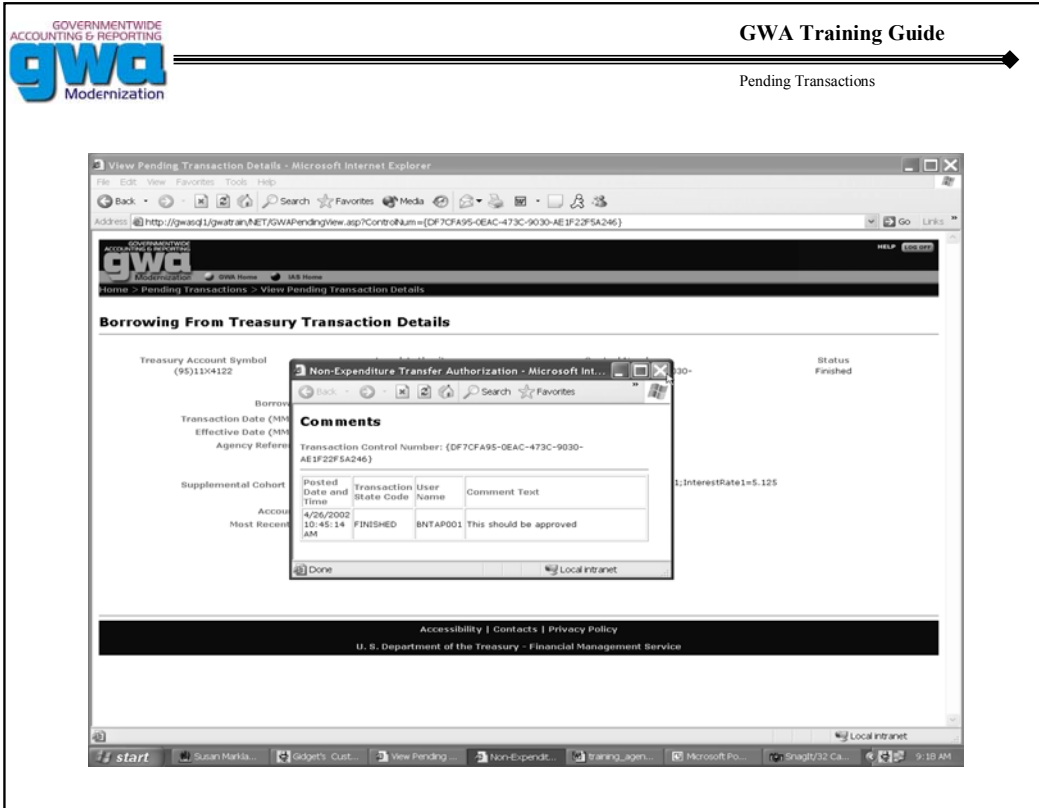 GOVERNMENTWIDE
ACCOUNTING & REPORTING
gwa
Modernization
GWA Training Guide
Pending Transactions
View Pending Transaction Details - Microsoft Internet Explorer
File Edit View Favorites Tools Help
Back Search Favorites Media
Address http://gwasql1/gwatrain/NET/GWAPendingView.asp?ControlNum={DF7CFA95-0EAC-473C-9030-AE1F22F5A246} Go Links »
GOVERNMENTWIDE
ACCOUNTING & REPORTING
gwa
Modernization GWA Home IAS Home
HELP LOG OFF
Home > Pending Transactions > View Pending Transaction Details
Borrowing From Treasury Transaction Details
Treasury Account Symbol Status
(95)11X4122 030- Finished
Borrow
Transaction Date (MM
Effective Date (MM
Agency Refere
Supplemental Cohort 1;InterestRate1=5.125
Accou
Most Recent
Non-Expenditure Transfer Authorization - Microsoft Int...
Back Search Favorites »
Comments
Transaction Control Number: {DF7CFA95-0EAC-473C-9030-
AE1F22F5A246}
Posted Date and Time Transaction State Code User Name Comment Text
4/26/2002 10:45:14 AM FINISHED BNTAP001 This should be approved
Done Local intranet
Accessibility | Contacts | Privacy Policy
U. S. Department of the Treasury - Financial Management Service
Local intranet
start Susan Markla... Gidget's Cust... View Pending ... Non-Expendit... training_agen... Microsoft Po... SnagIt/32 Ca... 9:18 AM